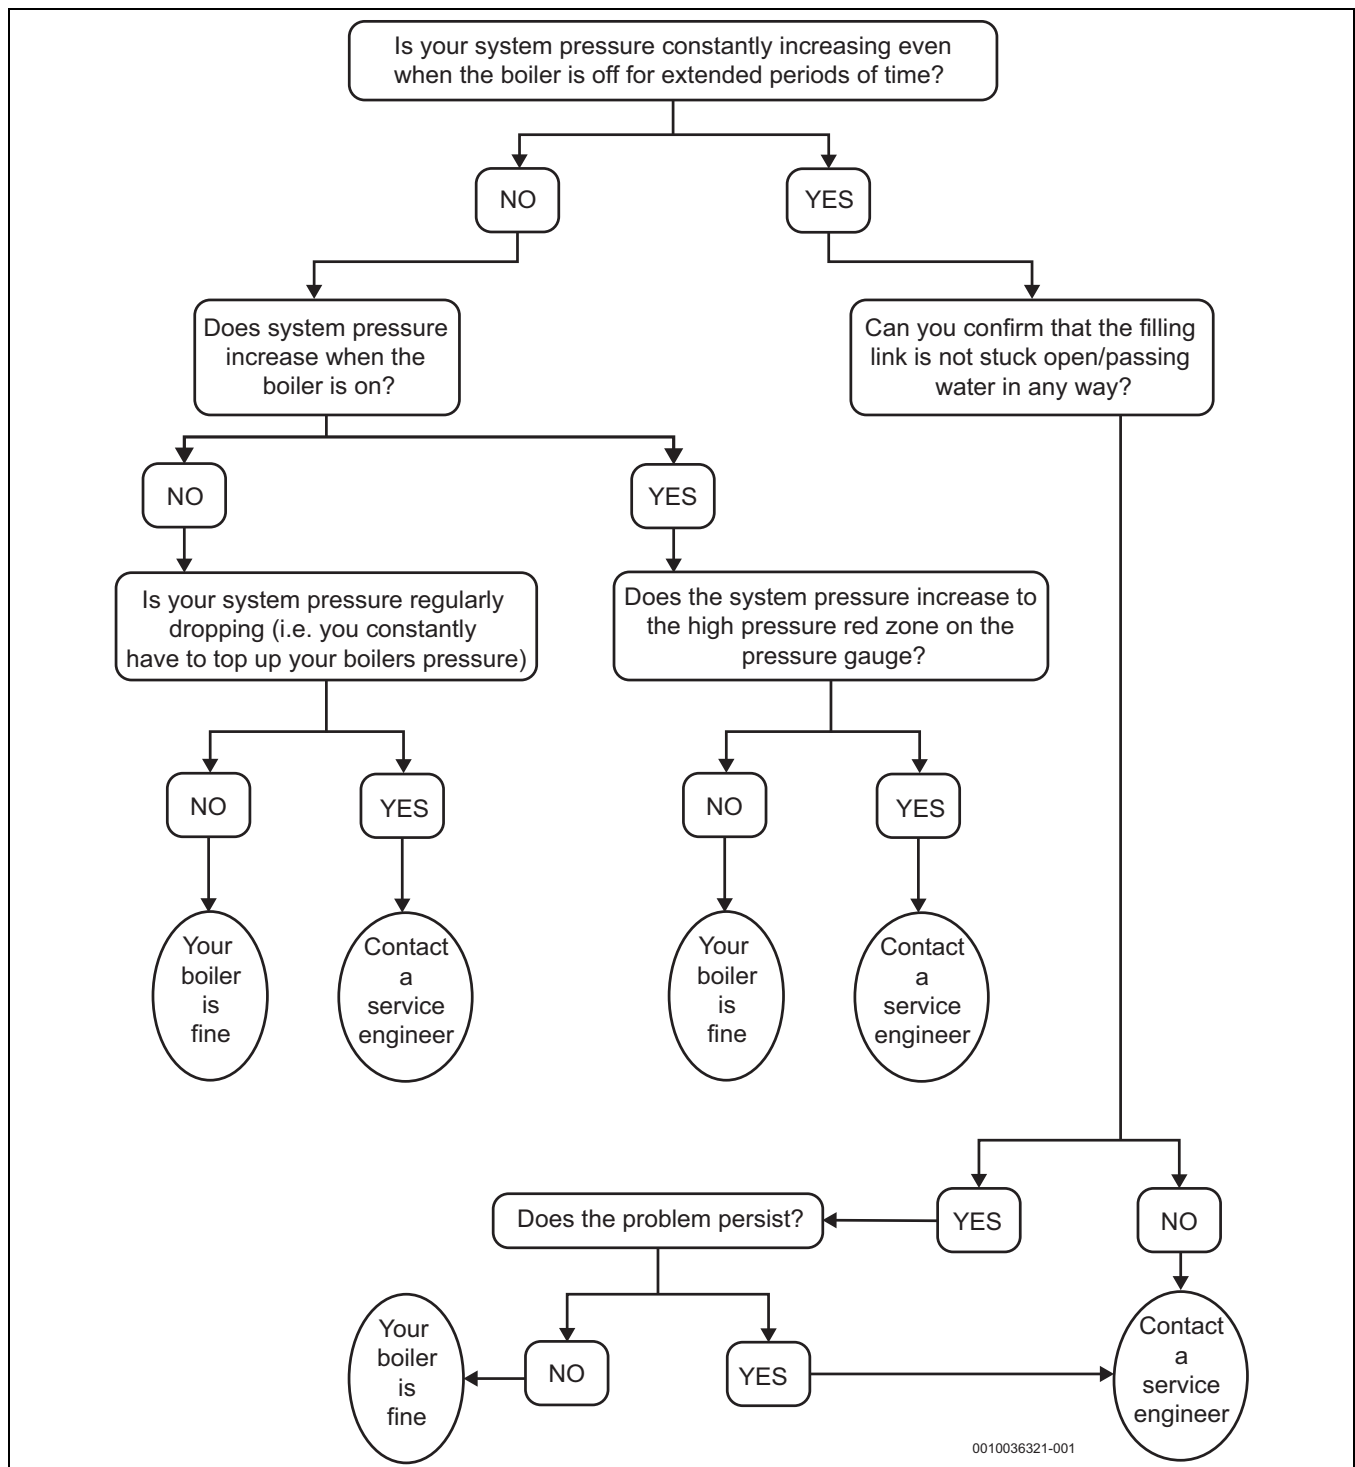 Is your system pressure constantly increasing even
when the boiler is off for extended periods of time?
NO
YES
Does system pressure
increase when the
boiler is on?
Can you confirm that the filling
link is not stuck open/passing
water in any way?
NO
YES
Is your system pressure regularly
dropping (i.e. you constantly
have to top up your boilers pressure)
Does the system pressure increase to
the high pressure red zone on the
pressure gauge?
NO
YES
NO
YES
Your
boiler
is
fine
Contact
a
service
engineer
Your
boiler
is
fine
Contact
a
service
engineer
Does the problem persist?
YES
NO
Your
boiler
is
fine
NO
YES
Contact
a
service
engineer
0010036321-001